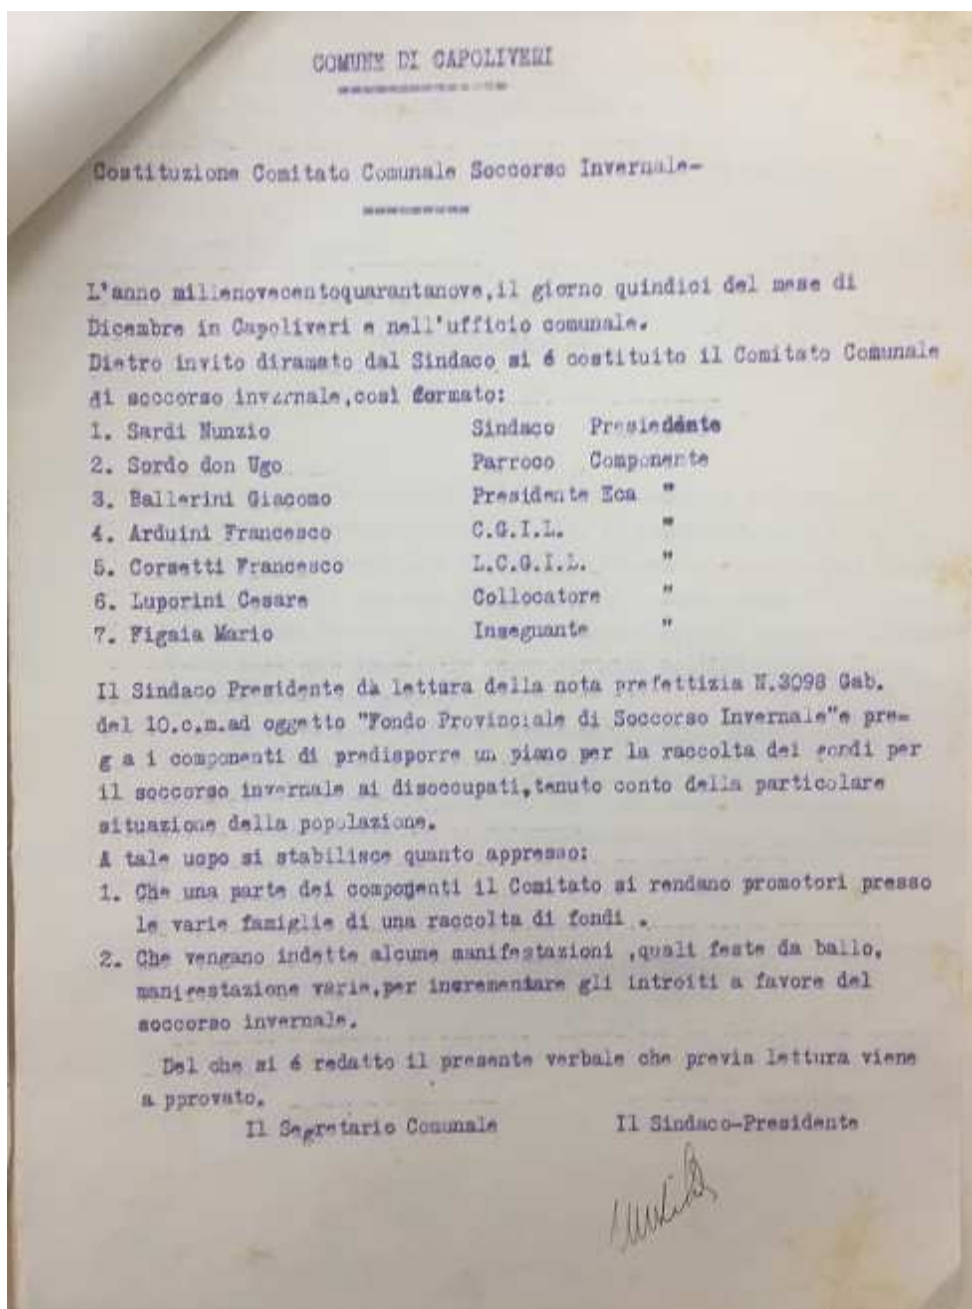 COMUNE DI CAPOLIVERI
Costituzione Comitato Comunale Soccorso Invernale-
L'anno millenovecentoquarantanove,il giorno quindici del mese di
Dicembre in Capoliveri e nell'ufficio comunale.
Dietro invito diramato dal Sindaco si é costituito il Comitato Comunale
di soccorso invernale,così formato:
1. Sardi Nunzio Sindaco Presiedénte
2. Sordo don Ugo Parroco Componente
3. Ballerini Giacomo Presidente Eca "
4. Arduini Francesco C.G.I.L. "
5. Corsetti Francesco L.C.G.I.L. "
6. Luporini Cesare Collocatore "
7. Figaia Mario Insegnante "
Il Sindaco Presidente dà lettura della nota prefettizia N.3098 Gab.
del 10.c.m.ad oggetto "Fondo Provinciale di Soccorso Invernale"e pre-
g a i componenti di predisporre un piano per la raccolta dei fondi per
il soccorso invernale ai disoccupati,tenuto conto della particolare
situazione della popolazione.
A tale uopo si stabilisce quanto appresso:
1. Che una parte dei componenti il Comitato si rendano promotori presso
le varie famiglie di una raccolta di fondi .
2. Che vengano indette alcune manifestazioni ,quali feste da ballo,
manifestazione varie,per incrementare gli introiti a favore del
soccorso invernale.
Del che si é redatto il presente verbale che previa lettura viene
a pprovato.
Il Segretario Comunale Il Sindaco-Presidente